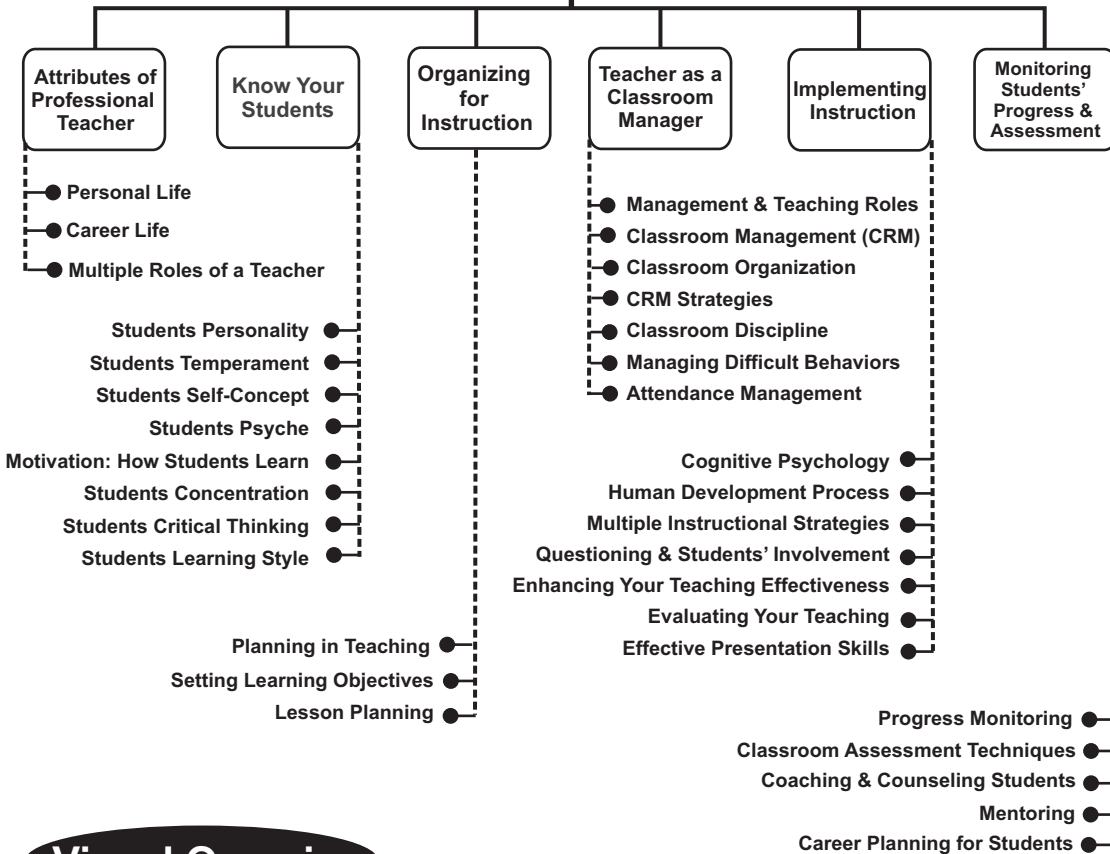 Attributes of
Professional
Teacher
Know Your
Students
Organizing
for
Instruction
Teacher as a
Classroom
Manager
Implementing
Instruction
Monitoring
Students'
Progress &
Assessment
Personal Life
Career Life
Multiple Roles of a Teacher
Students Personality
Students Temperament
Students Self-Concept
Students Psyche
Motivation: How Students Learn
Students Concentration
Students Critical Thinking
Students Learning Style
Planning in Teaching
Setting Learning Objectives
Lesson Planning
Management & Teaching Roles
Classroom Management (CRM)
Classroom Organization
CRM Strategies
Classroom Discipline
Managing Difficult Behaviors
Attendance Management
Cognitive Psychology
Human Development Process
Multiple Instructional Strategies
Questioning & Students' Involvement
Enhancing Your Teaching Effectiveness
Evaluating Your Teaching
Effective Presentation Skills
Progress Monitoring
Classroom Assessment Techniques
Coaching & Counseling Students
Mentoring
Career Planning for Students
Visual